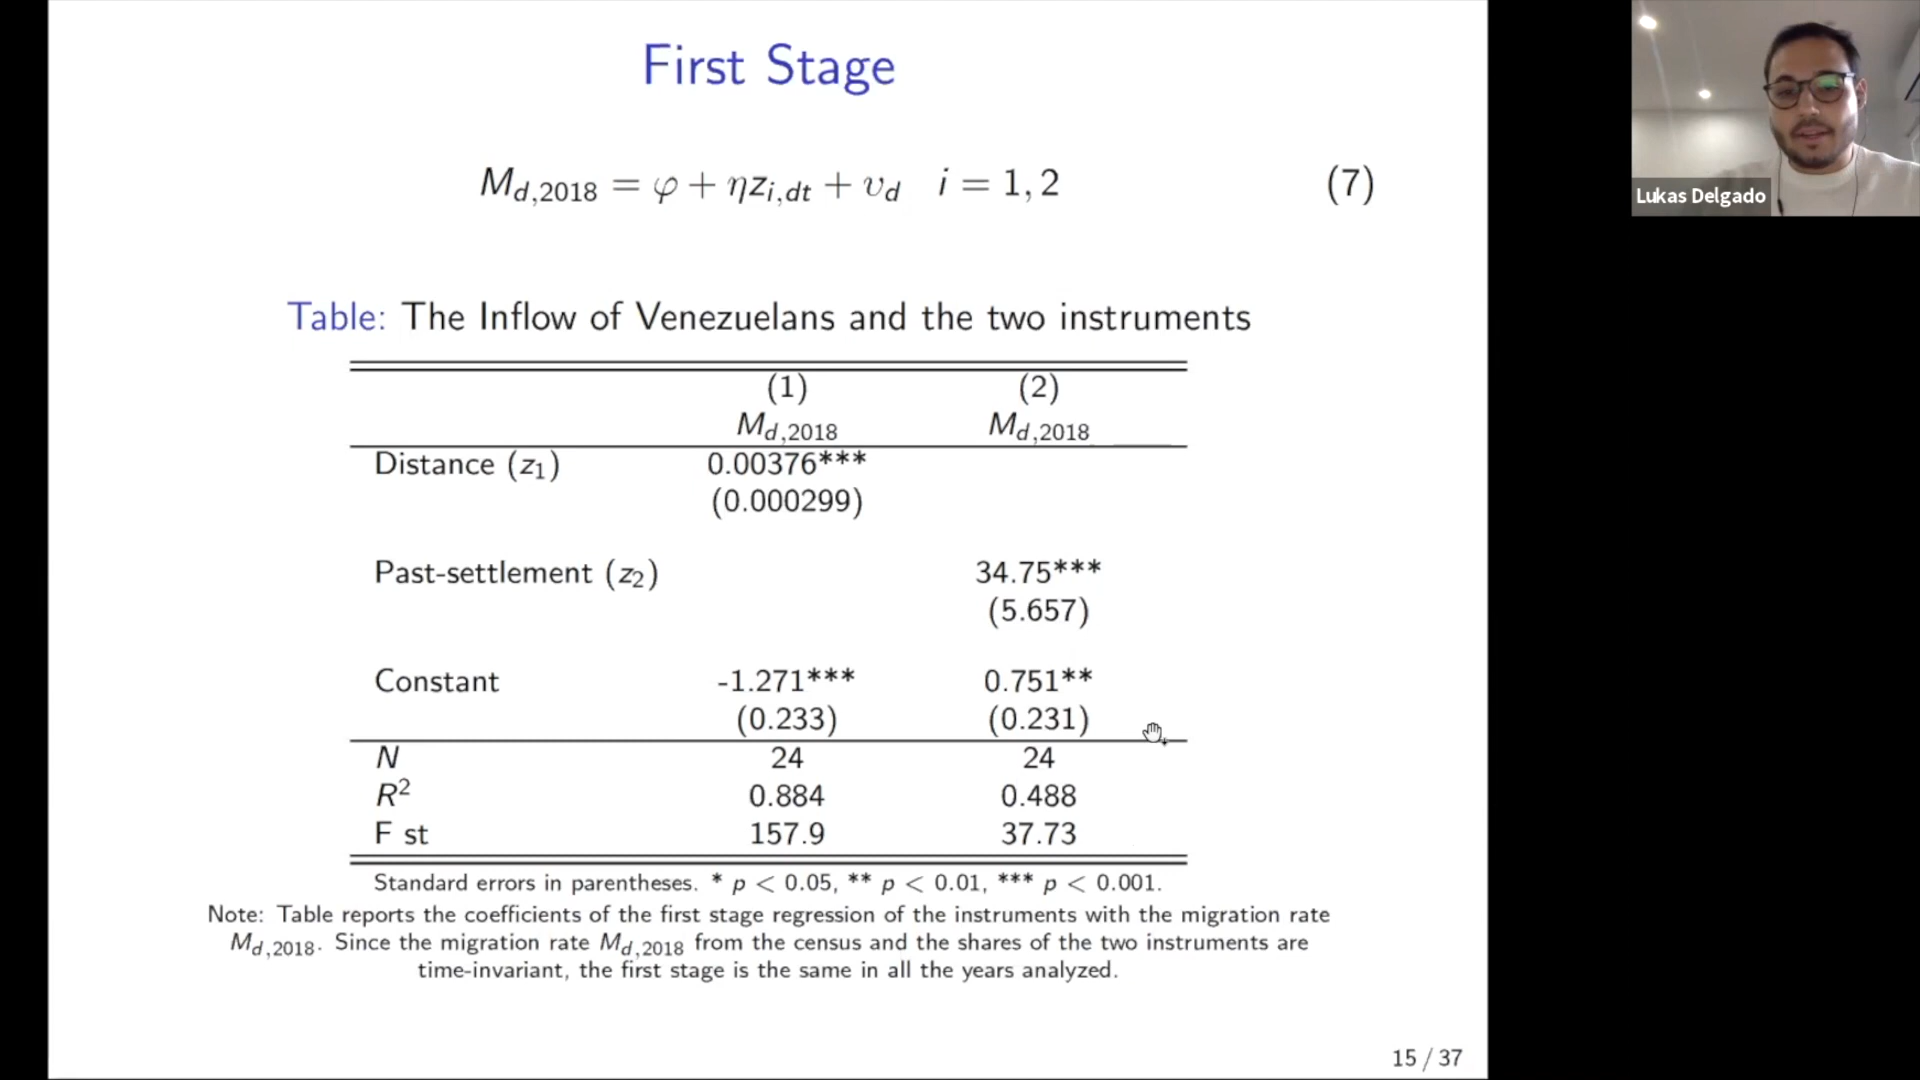 First Stage
M_{d,2018} = φ + ηz_{i,dt} + υ_d   i = 1, 2   (7)
Table: The Inflow of Venezuelans and the two instruments
(1) (2)
M_{d,2018} M_{d,2018}
Distance (z_1) 0.00376***
(0.000299)
Past-settlement (z_2) 34.75***
(5.657)
Constant -1.271*** 0.751**
(0.233) (0.231)
N 24 24
R² 0.884 0.488
F st 157.9 37.73
Standard errors in parentheses. * p < 0.05, ** p < 0.01, *** p < 0.001.
Note: Table reports the coefficients of the first stage regression of the instruments with the migration rate
M_{d,2018}. Since the migration rate M_{d,2018} from the census and the shares of the two instruments are
time-invariant, the first stage is the same in all the years analyzed.
15 / 37
Lukas Delgado